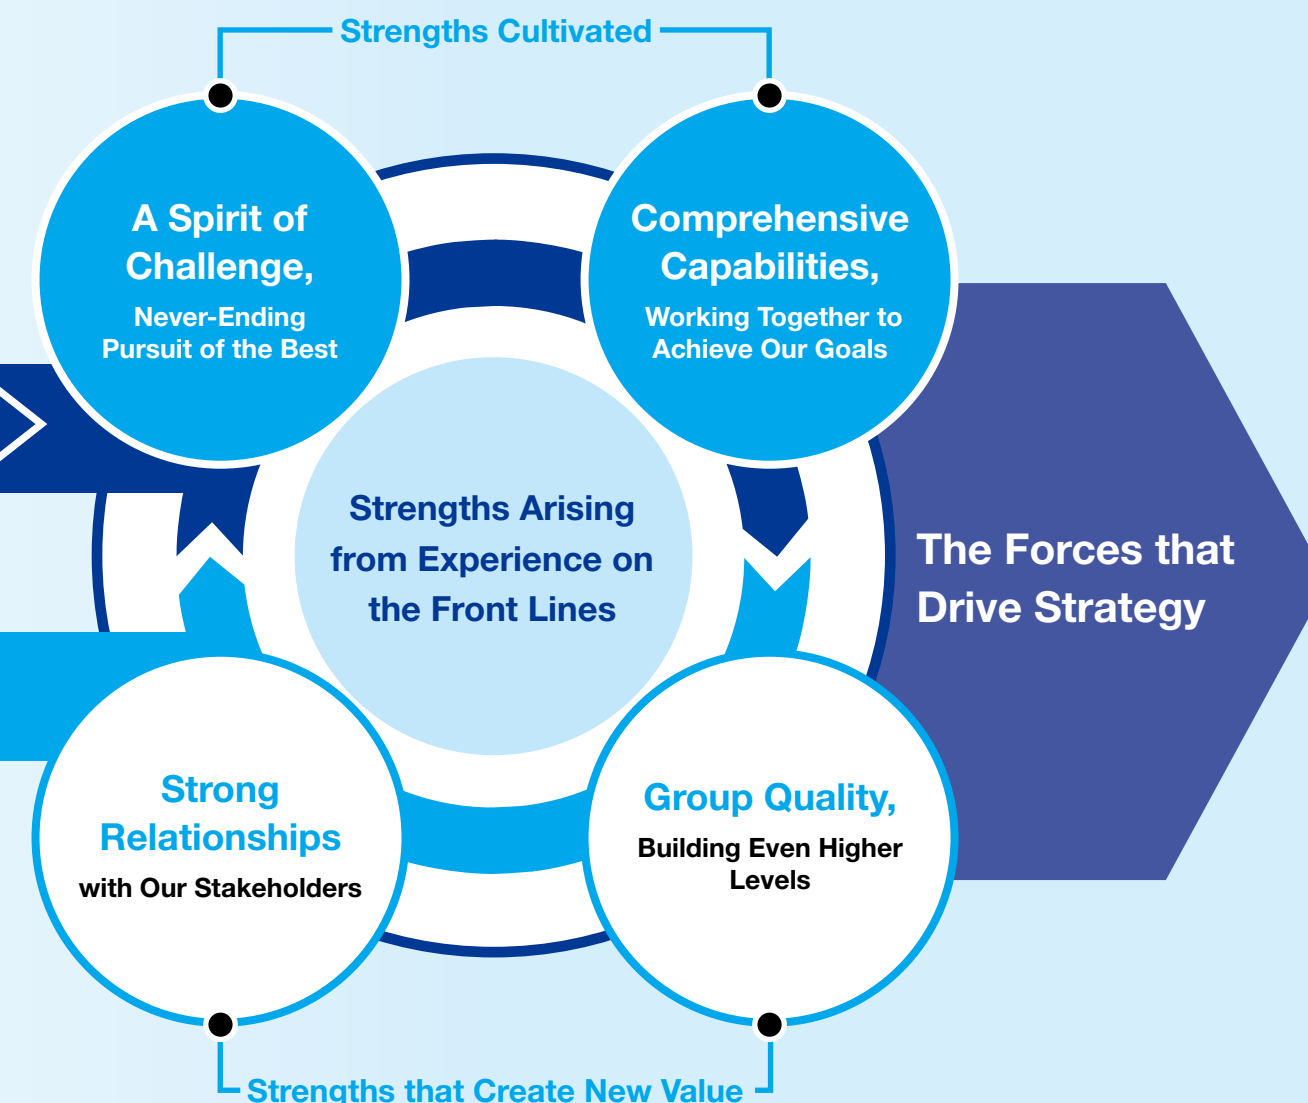 Strengths Cultivated
A Spirit of
Challenge,
Never-Ending
Pursuit of the Best
Comprehensive
Capabilities,
Working Together to
Achieve Our Goals
Strengths Arising
from Experience on
the Front Lines
The Forces that
Drive Strategy
Strong
Relationships
with Our Stakeholders
Group Quality,
Building Even Higher
Levels
Strengths that Create New Value